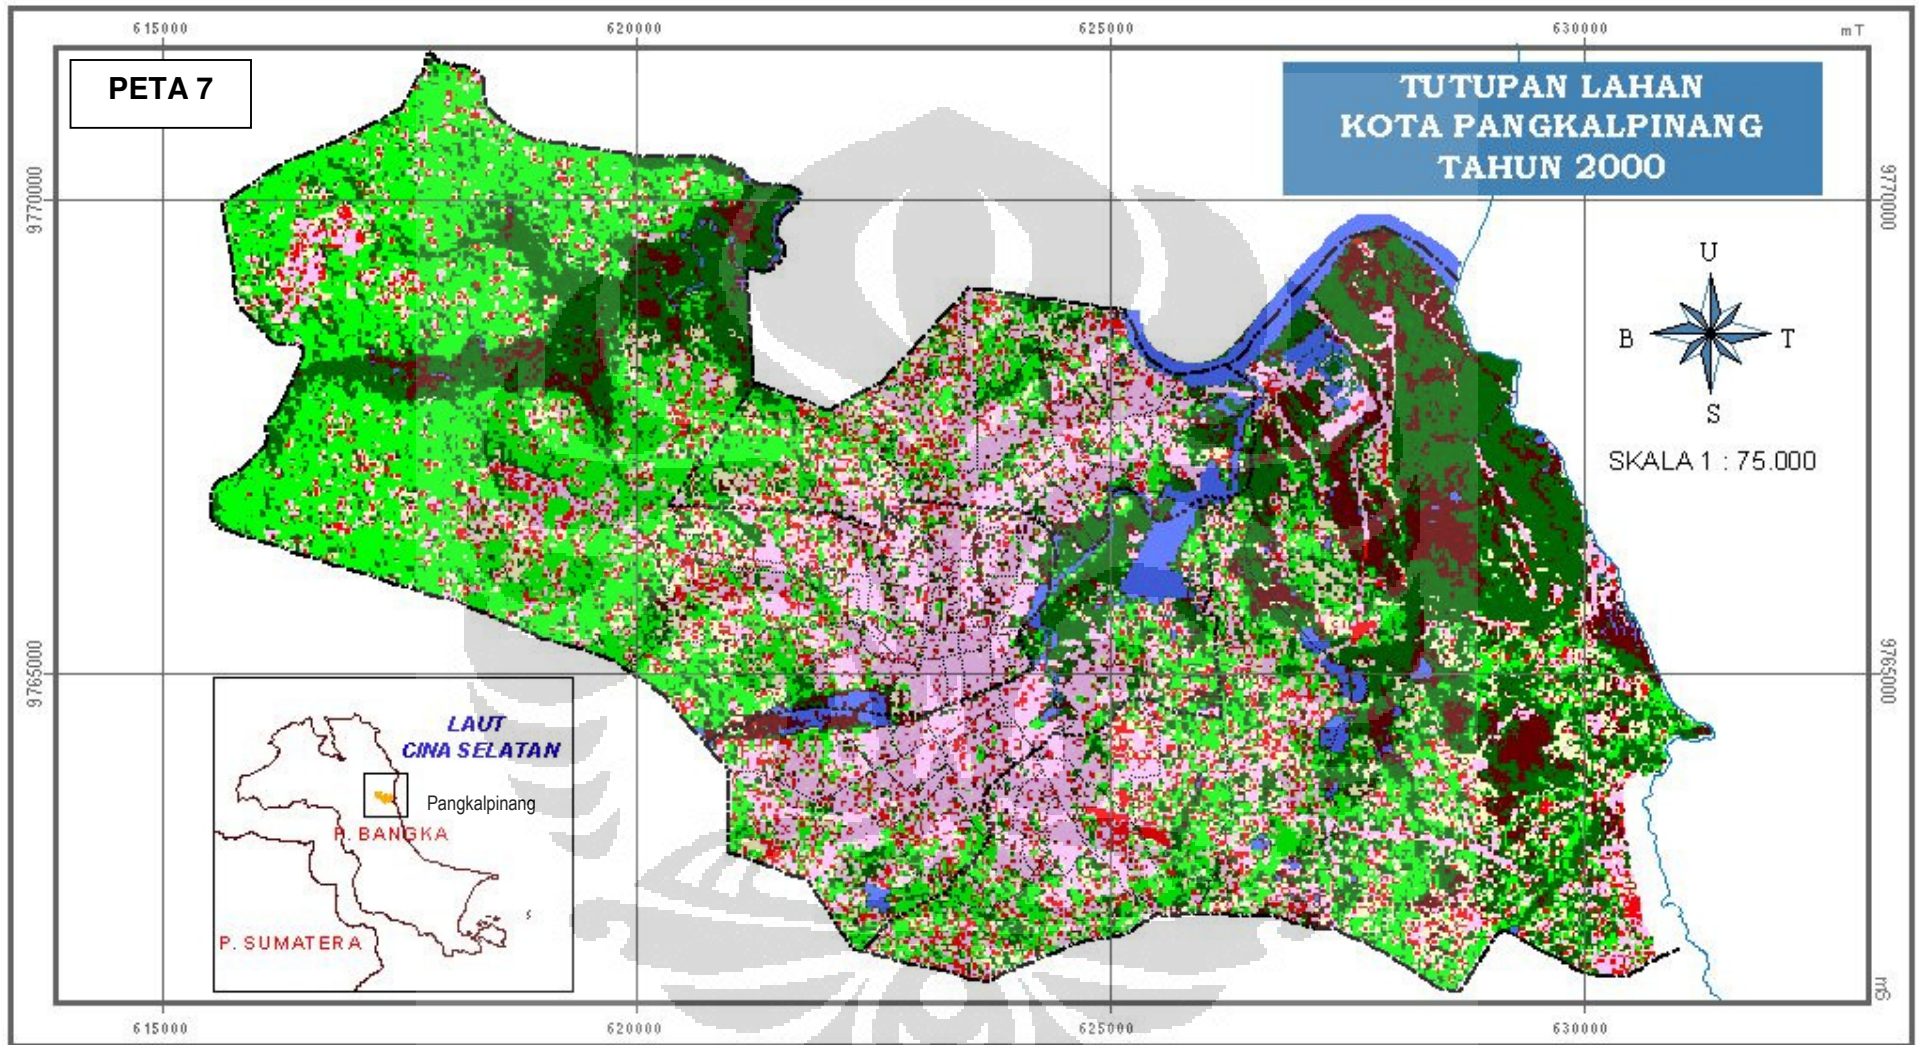 615000
620000
625000
630000
mT
PETA 7
TUTUPAN LAHAN
KOTA PANGKALPINANG
TAHUN 2000
9770000
9770000
U
B
T
S
SKALA 1 : 75.000
9765000
9765000
LAUT
CINA SELATAN
Pangkalpinang
P. BANGKA
P. SUMATERA
mS
615000
620000
625000
630000